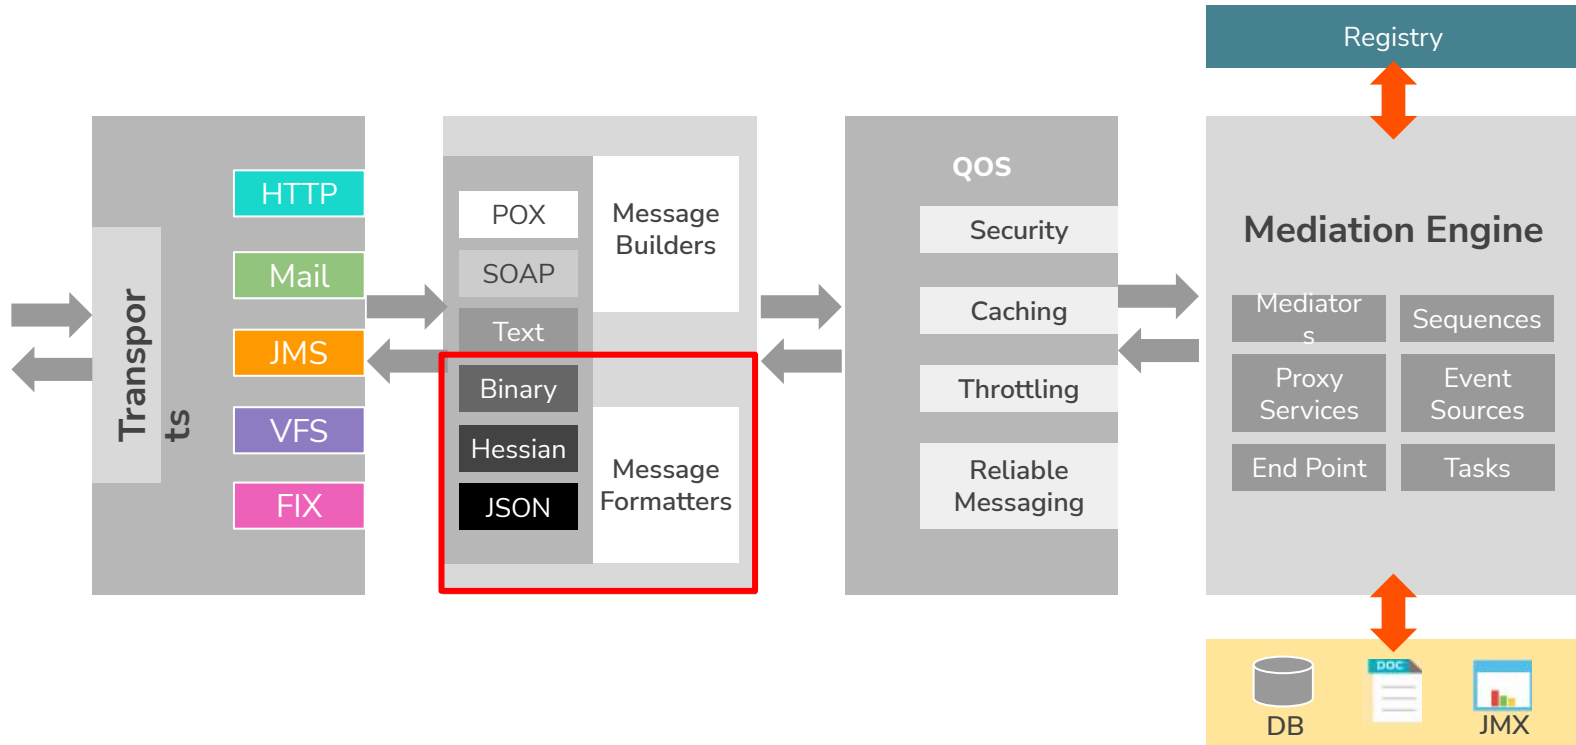 Registry
Transpor
ts
HTTP
Mail
JMS
VFS
FIX
POX
SOAP
Text
Binary
Hessian
JSON
Message
Builders
Message
Formatters
QOS
Security
Caching
Throttling
Reliable
Messaging
Mediation Engine
Mediator
s
Sequences
Proxy
Services
Event
Sources
End Point
Tasks
DB
DOC
JMX